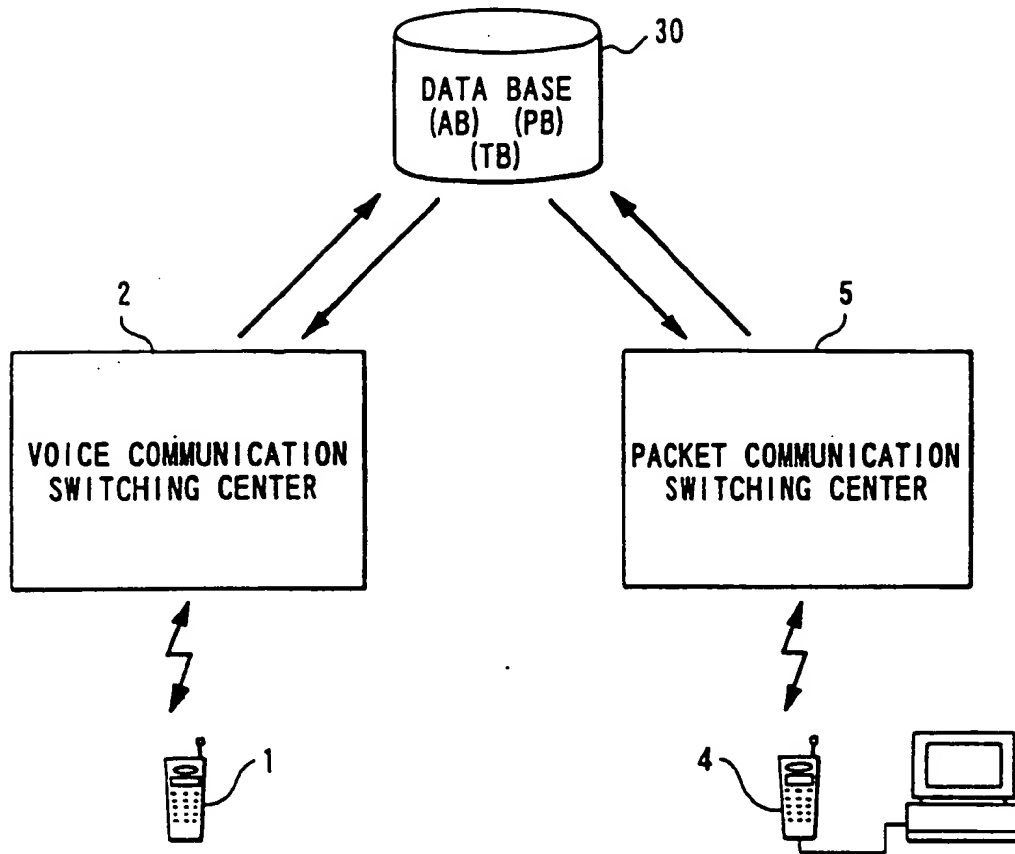 30
DATA BASE
(AB) (PB)
(TB)
2
5
VOICE COMMUNICATION
SWITCHING CENTER
PACKET COMMUNICATION
SWITCHING CENTER
1
4